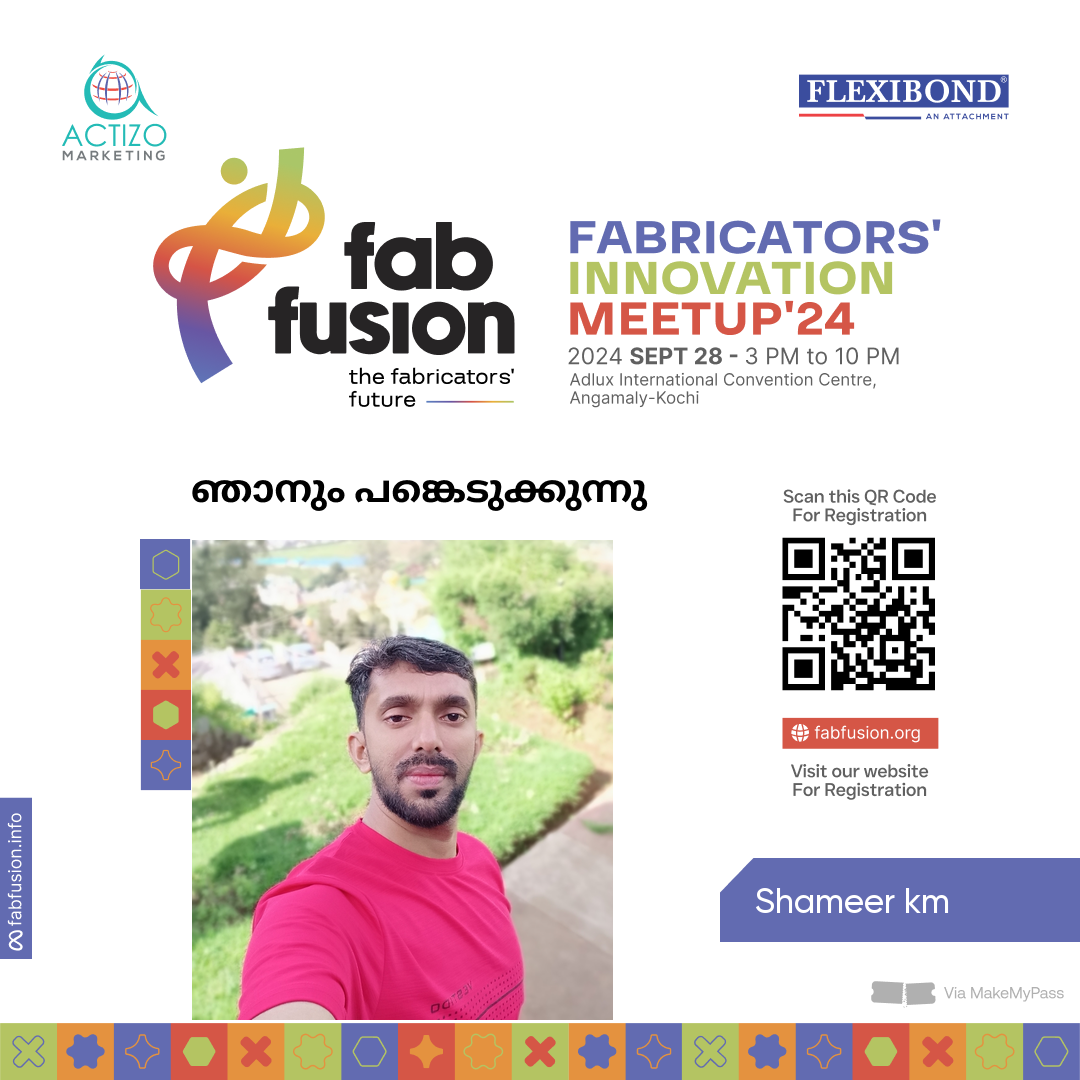 ACTIZO
MARKETING
FLEXIBOND®
AN ATTACHMENT
fab
fusion
the fabricators'
future
FABRICATORS'
INNOVATION
MEETUP'24
2024 SEPT 28 - 3 PM to 10 PM
Adlux International Convention Centre,
Angamaly-Kochi
ഞാനും പങ്കെടുക്കുന്നു
Scan this QR Code
For Registration
fabfusion.org
Visit our website
For Registration
fabfusion.info
Shameer km
Via MakeMyPass